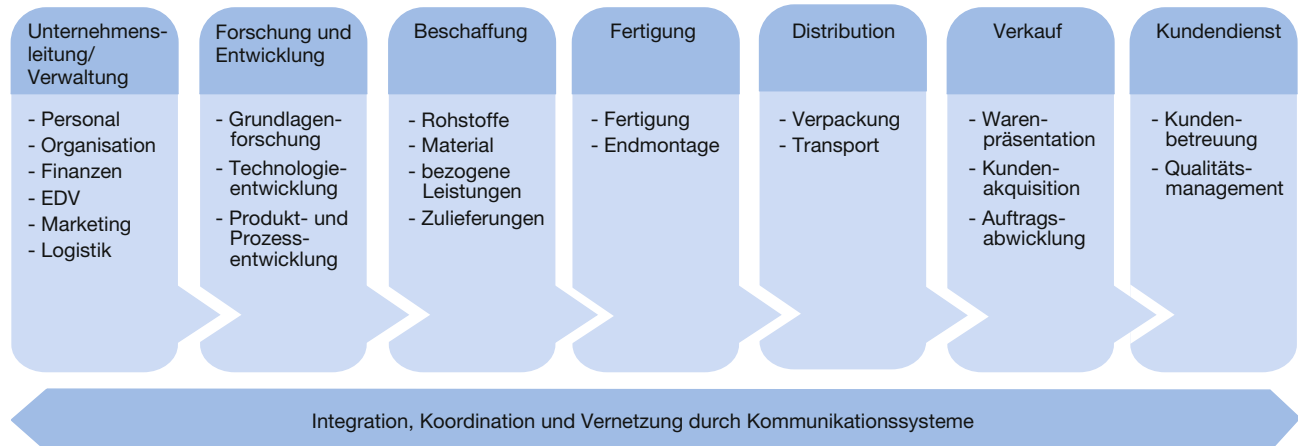 Unternehmens-
leitung/
Verwaltung
- Personal
- Organisation
- Finanzen
- EDV
- Marketing
- Logistik
Forschung und
Entwicklung
- Grundlagen-
forschung
- Technologie-
entwicklung
- Produkt- und
Prozess-
entwicklung
Beschaffung
- Rohstoffe
- Material
- bezogene
Leistungen
- Zulieferungen
Fertigung
- Fertigung
- Endmontage
Distribution
- Verpackung
- Transport
Verkauf
- Waren-
präsentation
- Kunden-
akquisition
- Auftrags-
abwicklung
Kundendienst
- Kunden-
betreuung
- Qualitäts-
management
Integration, Koordination und Vernetzung durch Kommunikationssysteme